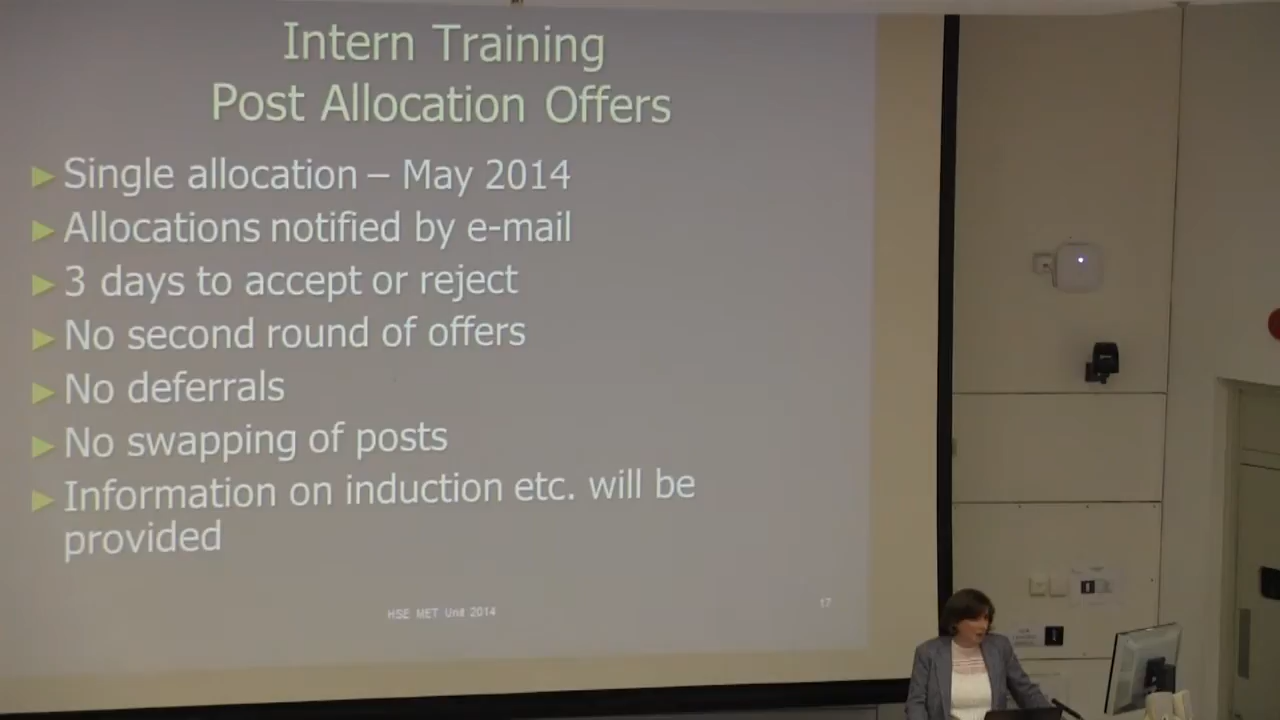 Intern Training
Post Allocation Offers
► Single allocation – May 2014
► Allocations notified by e-mail
► 3 days to accept or reject
► No second round of offers
► No deferrals
► No swapping of posts
► Information on induction etc. will be
provided
HSE MET Unit 2014
17